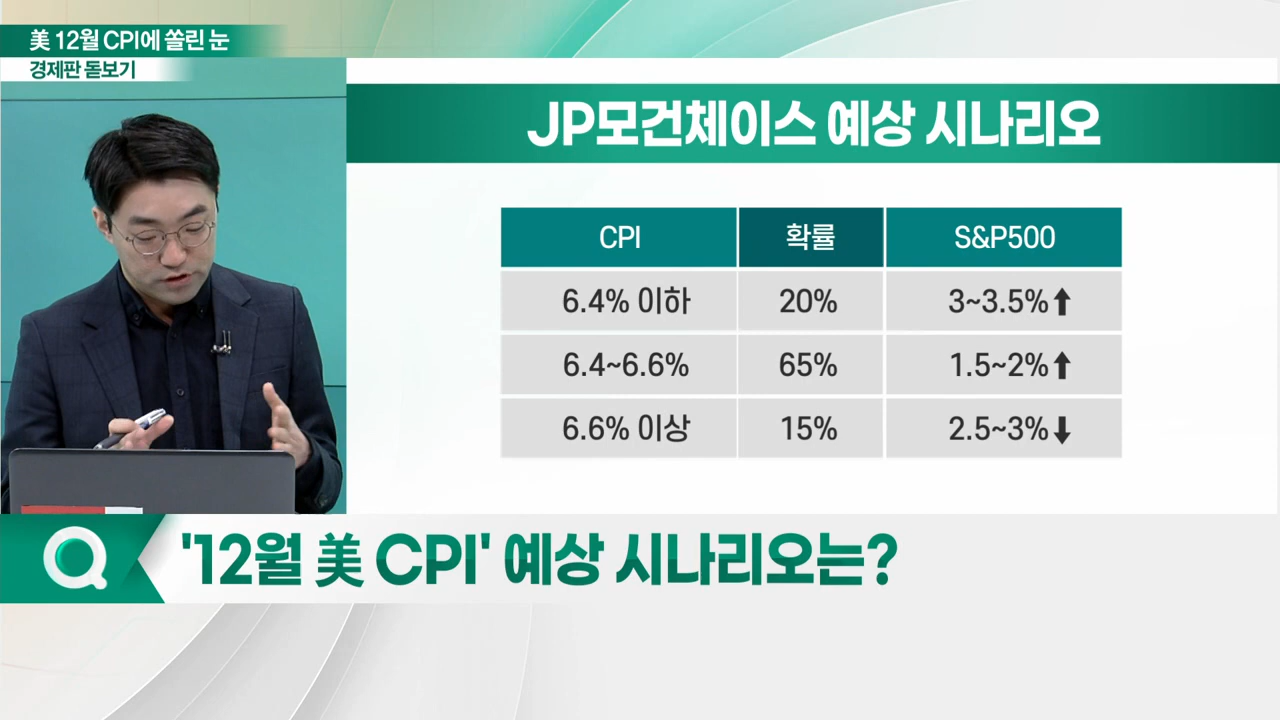 美 12월 CPI에 쏠린 눈
경제판 돋보기
JP모건체이스 예상 시나리오
CPI 확률 S&P500
6.4% 이하 20% 3~3.5%⬆
6.4~6.6% 65% 1.5~2%⬆
6.6% 이상 15% 2.5~3%⬇
'12월 美 CPI' 예상 시나리오는?